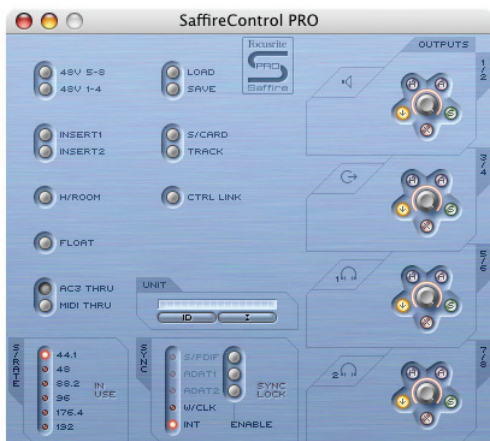 SaffireControl PRO
Focusrite
PRO
Saffire
OUTPUTS
48V 5-8
48V 1-4
LOAD
SAVE
INSERT1
INSERT2
S/CARD
TRACK
H/ROOM
CTRL LINK
FLOAT
AC3 THRU
MIDI THRU
UNIT
ID
I
1/2
3/4
5/6
7/8
1
2
S/RATE
44.1
48
88.2
96
176.4
192
IN USE
SYNC
S/PDIF
ADAT1
ADAT2
W/CLK
INT
SYNC LOCK
ENABLE